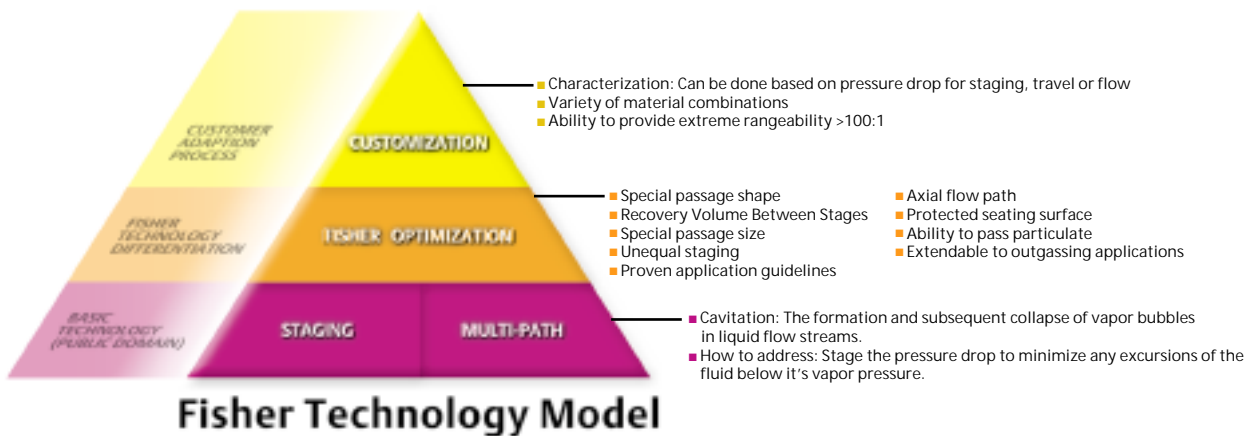 CUSTOMER
ADAPTION
PROCESS
CUSTOMIZATION
■ Characterization: Can be done based on pressure drop for staging, travel or flow
■ Variety of material combinations
■ Ability to provide extreme rangeability >100:1
FISHER
TECHNOLOGY
DIFFERENTIATION
FISHER OPTIMIZATION
■ Special passage shape
■ Recovery Volume Between Stages
■ Special passage size
■ Unequal staging
■ Proven application guidelines
■ Axial flow path
■ Protected seating surface
■ Ability to pass particulate
■ Extendable to outgassing applications
BASIC
TECHNOLOGY
(PUBLIC DOMAIN)
STAGING
MULTI-PATH
■ Cavitation: The formation and subsequent collapse of vapor bubbles
in liquid flow streams.
■ How to address: Stage the pressure drop to minimize any excursions of the
fluid below it's vapor pressure.
Fisher Technology Model